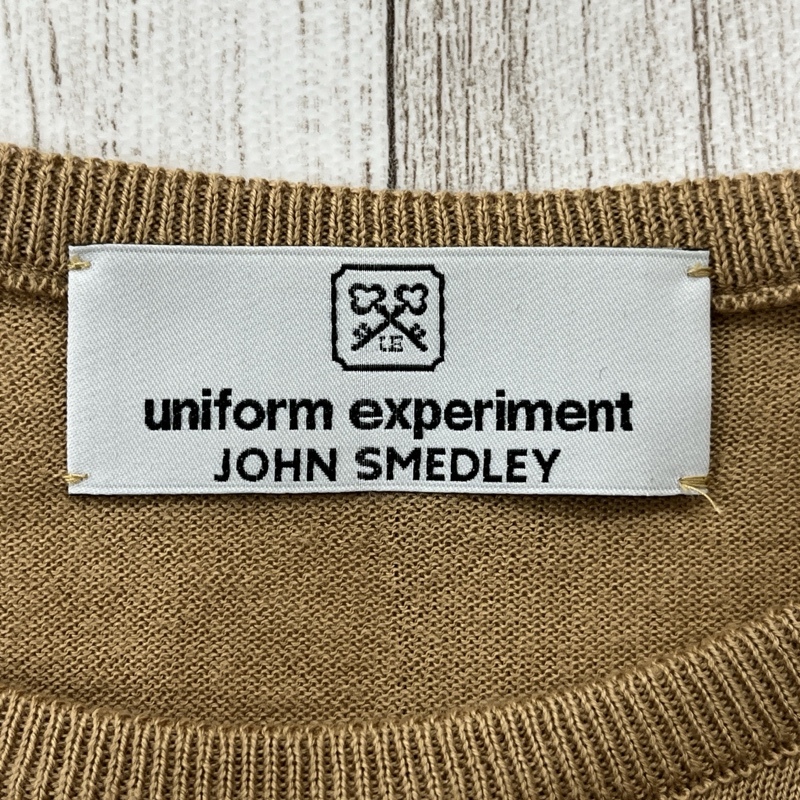 UE
uniform experiment
JOHN SMEDLEY